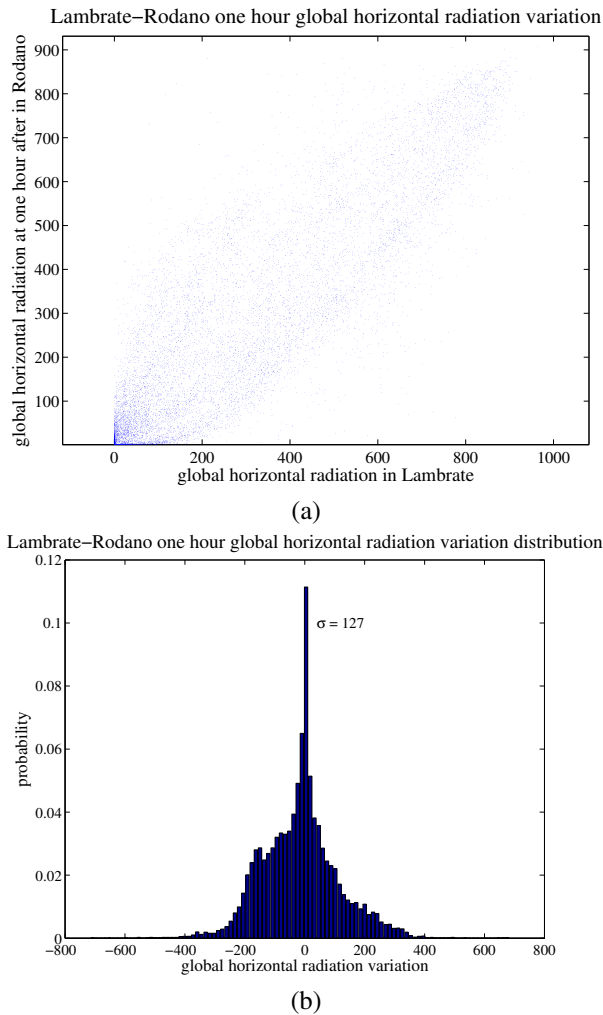 Lambrate−Rodano one hour global horizontal radiation variation
global horizontal radiation at one hour after in Rodano
900
800
700
600
500
400
300
200
100
0 200 400 600 800 1000
global horizontal radiation in Lambrate
(a)
Lambrate−Rodano one hour global horizontal radiation variation distribution
probability
0.12
0.1
0.08
0.06
0.04
0.02
0
σ = 127
−800 −600 −400 −200 0 200 400 600 800
global horizontal radiation variation
(b)